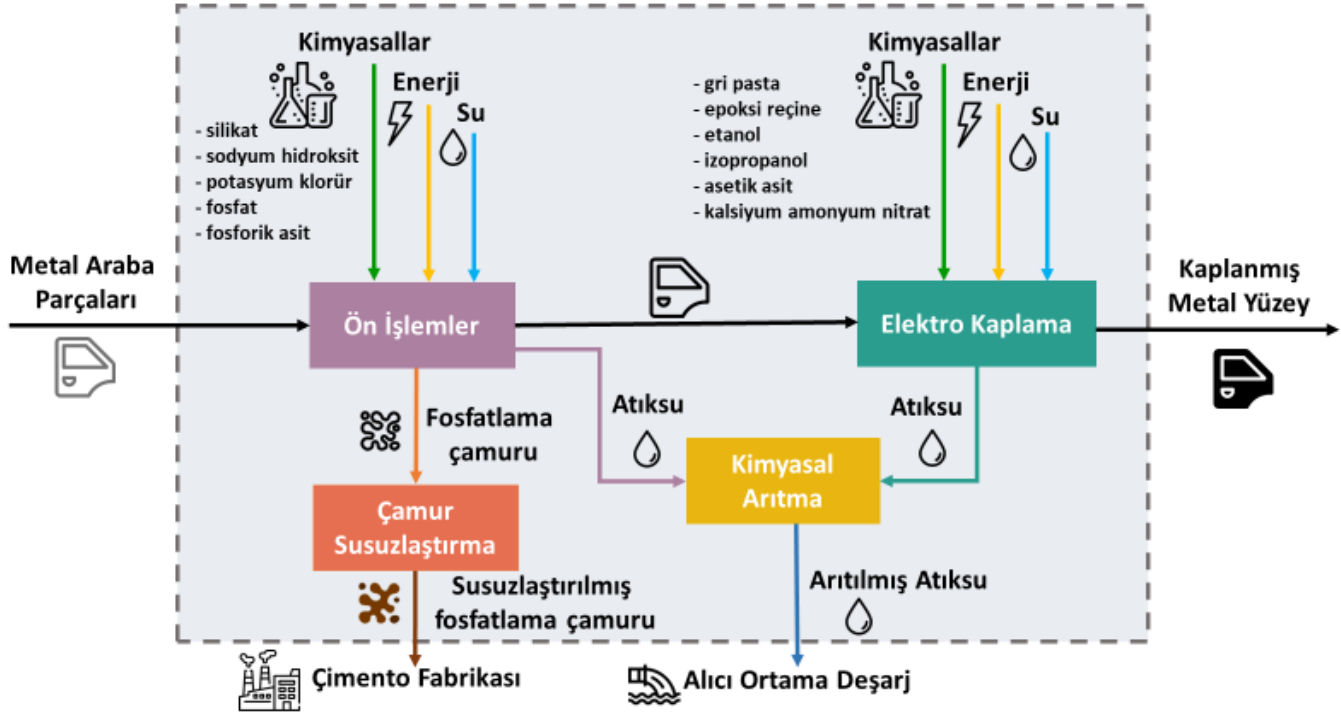 Kimyasallar
Enerji
Su
- silikat
- sodyum hidroksit
- potasyum klorür
- fosfat
- fosforik asit
Kimyasallar
Enerji
Su
- gri pasta
- epoksi reçine
- etanol
- izopropanol
- asetik asit
- kalsiyum amonyum nitrat
Metal Araba
Parçaları
Ön İşlemler
Elektro Kaplama
Kaplanmış
Metal Yüzey
Fosfatlama
çamuru
Atıksu
Atıksu
Kimyasal
Arıtma
Çamur
Susuzlaştırma
Susuzlaştırılmış
fosfatlama çamuru
Arıtılmış Atıksu
Çimento Fabrikası
Alıcı Ortama Deşarj